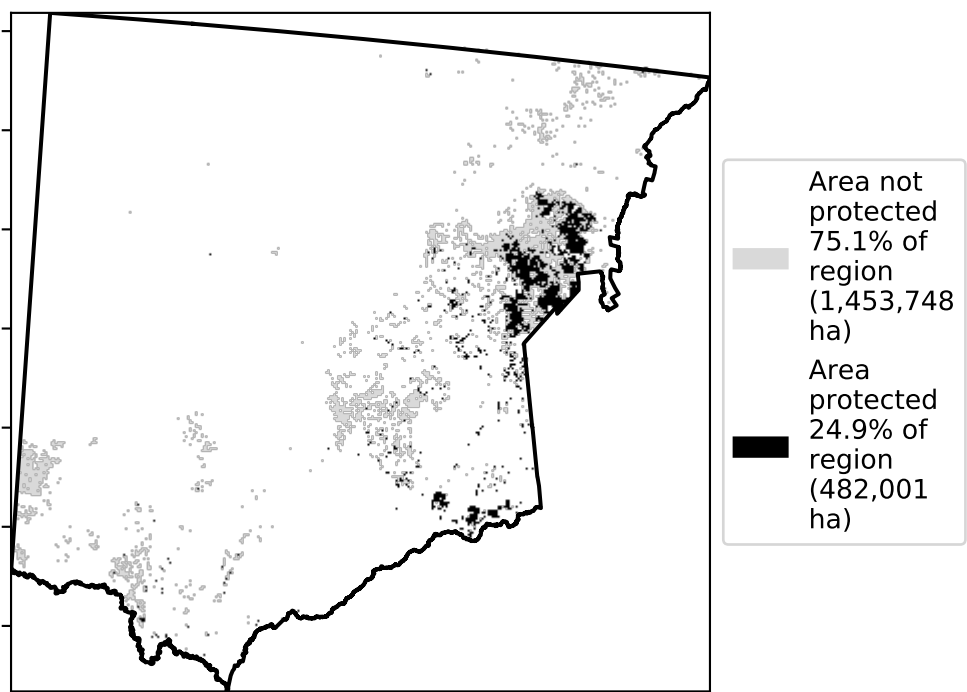 Area not
protected
75.1% of
region
(1,453,748
ha)
Area
protected
24.9% of
region
(482,001
ha)